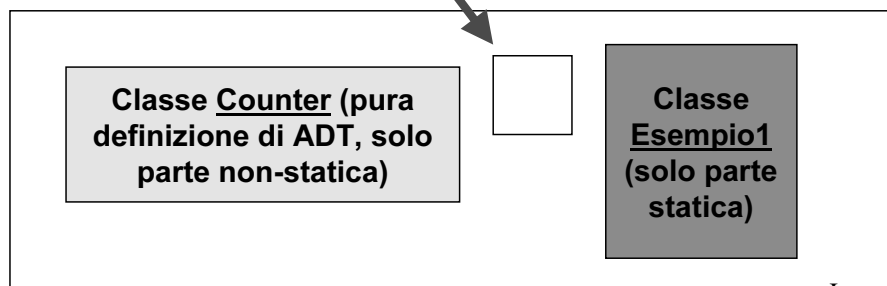 Classe Counter (pura
definizione di ADT, solo
parte non-statica)
Classe
Esempio1
(solo parte
statica)